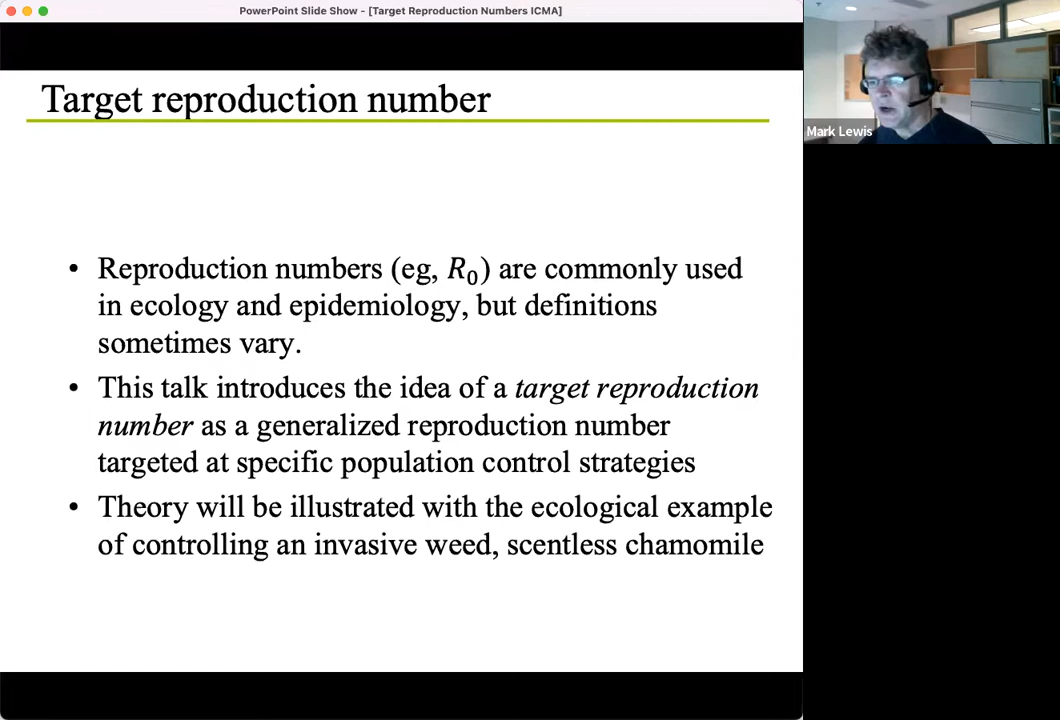 PowerPoint Slide Show - [Target Reproduction Numbers ICMA]
Target reproduction number
Mark Lewis
• Reproduction numbers (eg, R₀) are commonly used
in ecology and epidemiology, but definitions
sometimes vary.
• This talk introduces the idea of a target reproduction
number as a generalized reproduction number
targeted at specific population control strategies
• Theory will be illustrated with the ecological example
of controlling an invasive weed, scentless chamomile